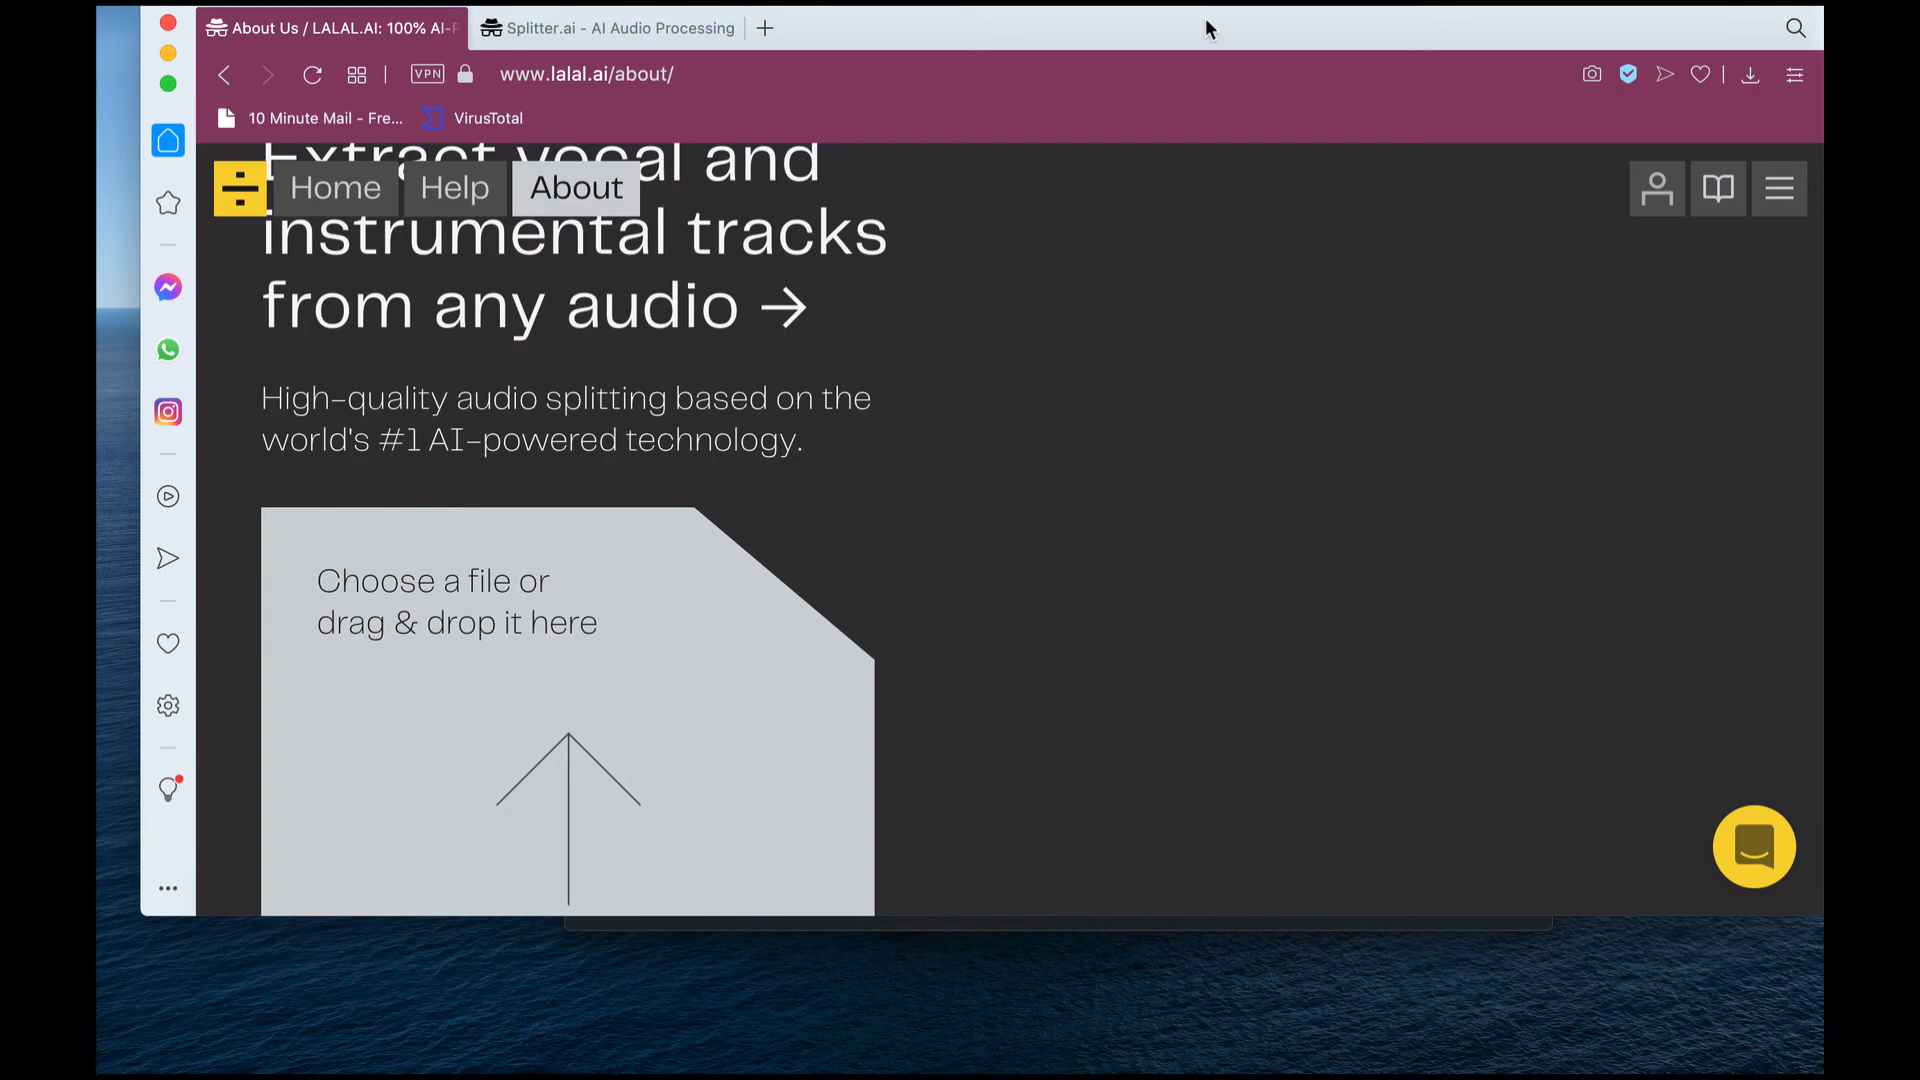 About Us / LALAL.AI: 100% AI-P
Splitter.ai - AI Audio Processing
VPN
www.lalal.ai/about/
10 Minute Mail - Fre...
VirusTotal
Extract vocal and
Home
Help
About
instrumental tracks
from any audio →
High-quality audio splitting based on the
world's #1 AI-powered technology.
Choose a file or
drag & drop it here